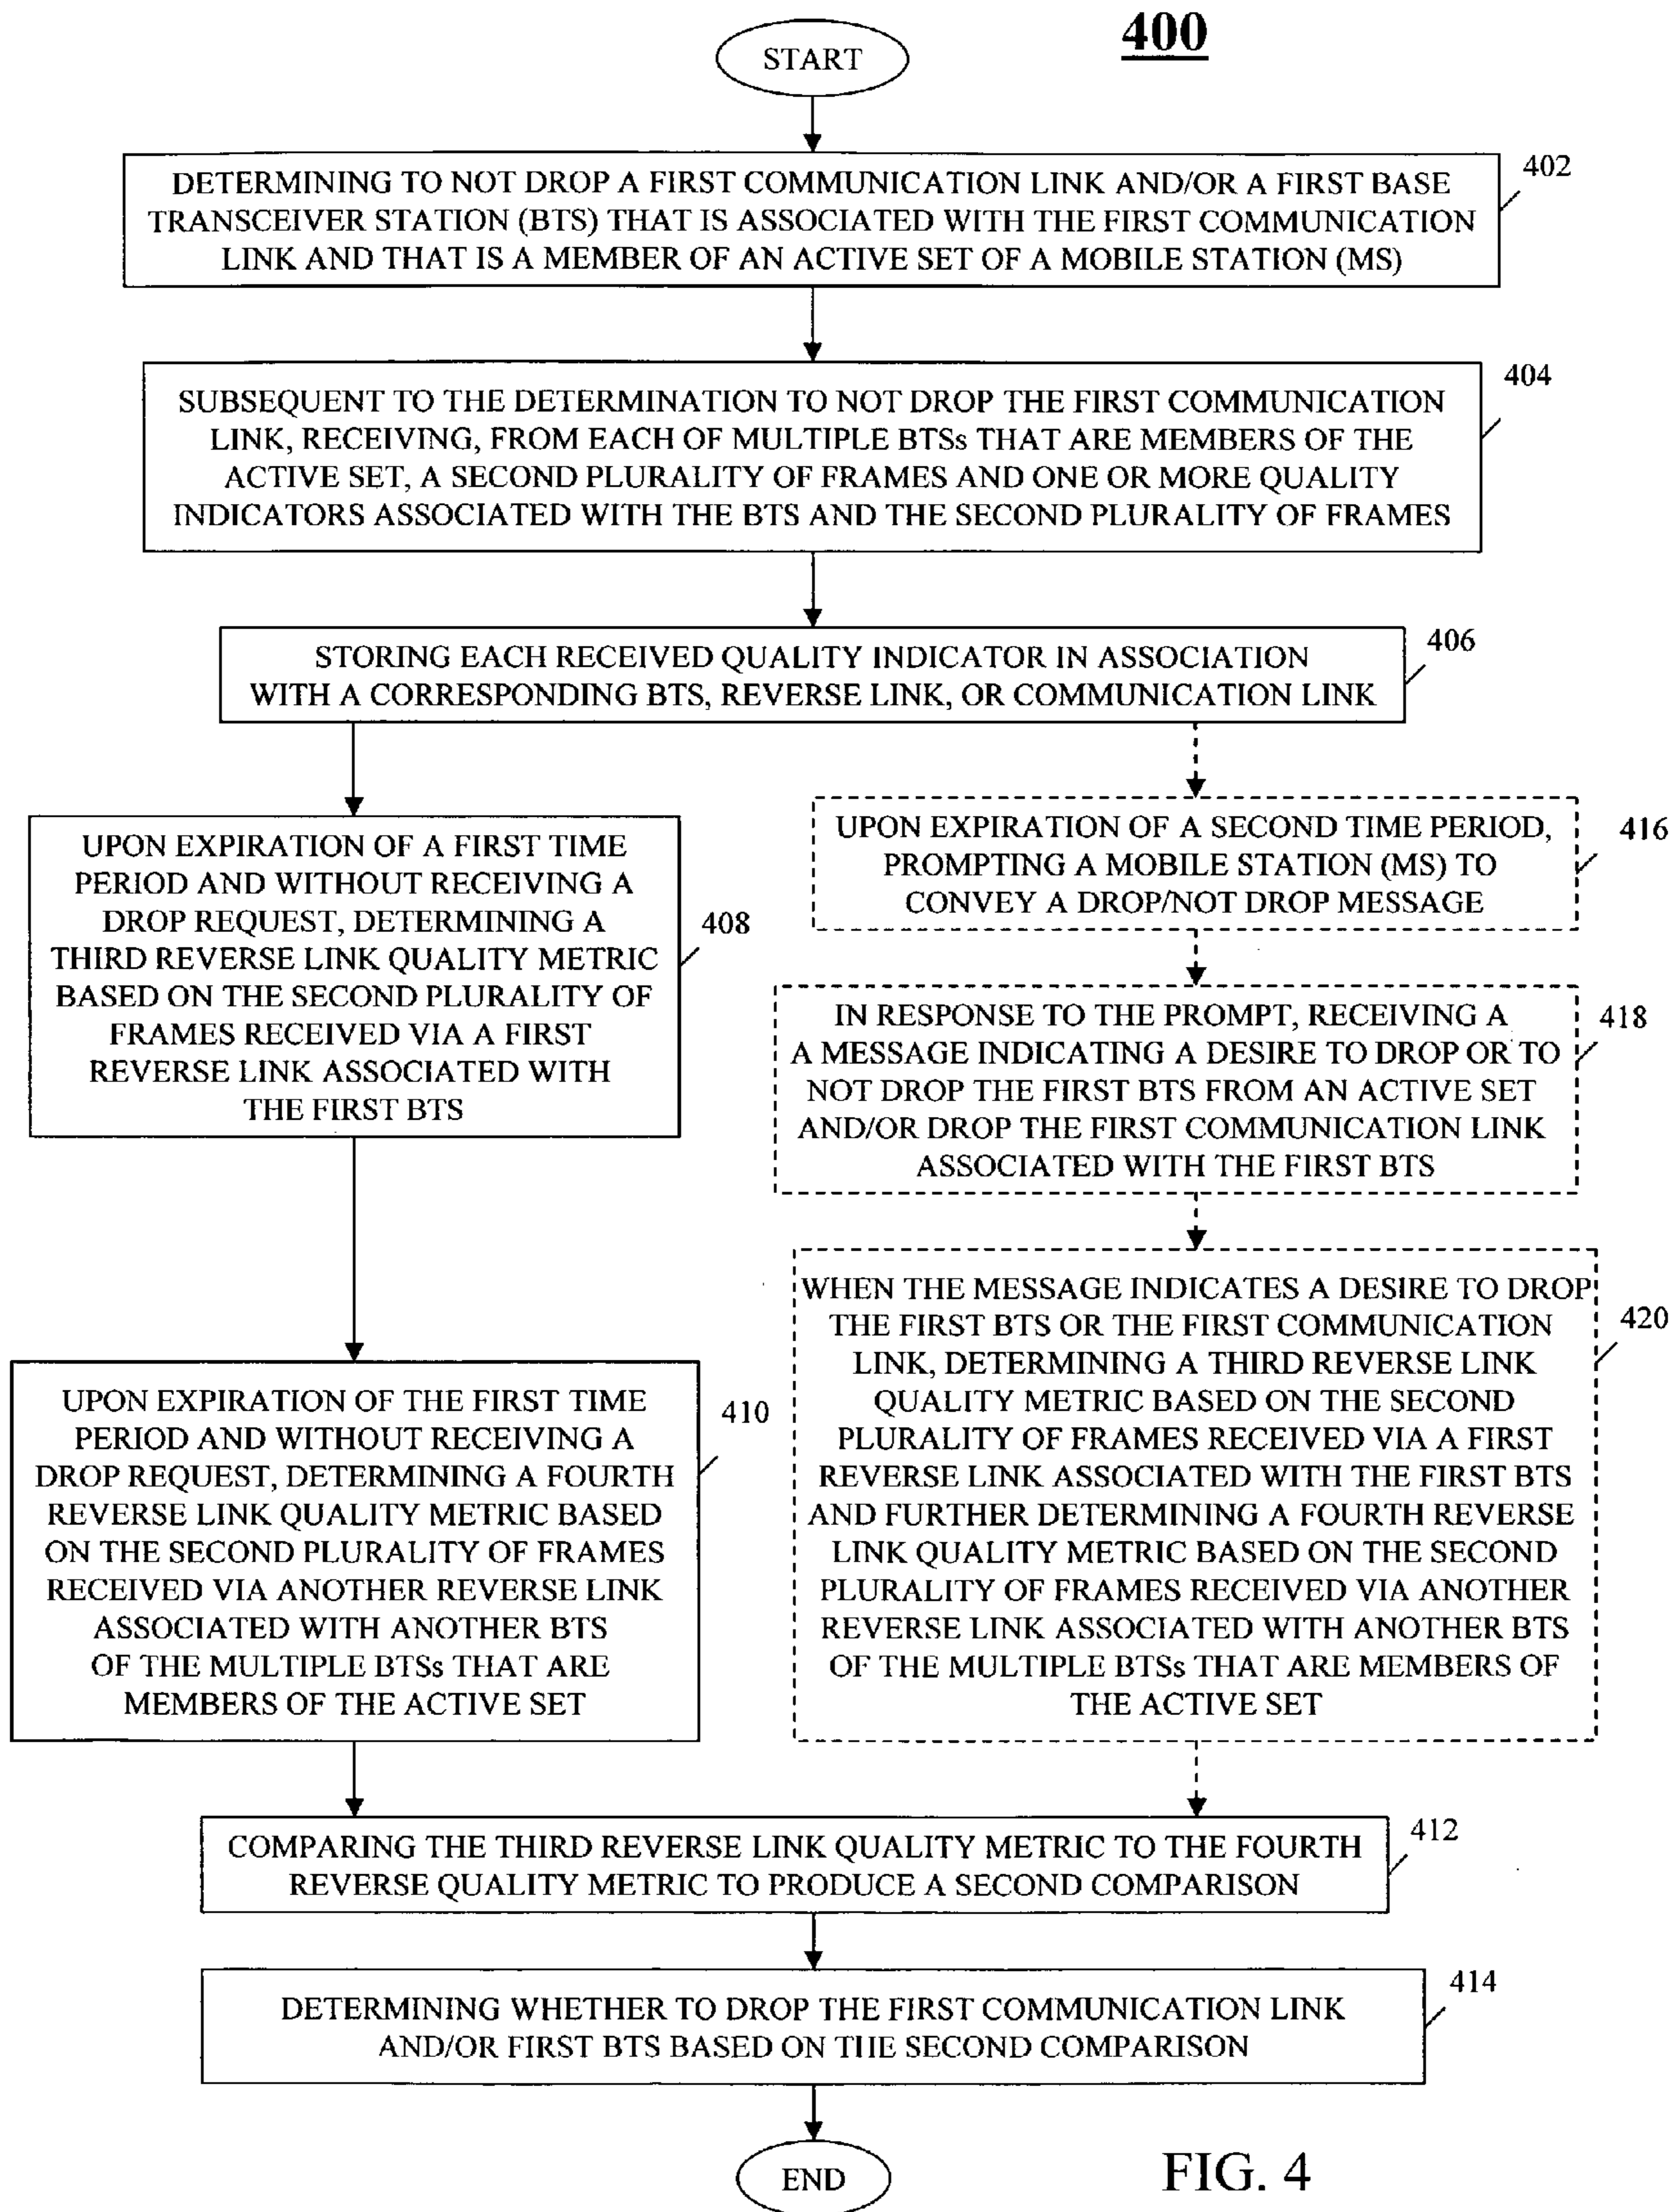 400
START
402
DETERMINING TO NOT DROP A FIRST COMMUNICATION LINK AND/OR A FIRST BASE
TRANSCEIVER STATION (BTS) THAT IS ASSOCIATED WITH THE FIRST COMMUNICATION
LINK AND THAT IS A MEMBER OF AN ACTIVE SET OF A MOBILE STATION (MS)
404
SUBSEQUENT TO THE DETERMINATION TO NOT DROP THE FIRST COMMUNICATION
LINK, RECEIVING, FROM EACH OF MULTIPLE BTSs THAT ARE MEMBERS OF THE
ACTIVE SET, A SECOND PLURALITY OF FRAMES AND ONE OR MORE QUALITY
INDICATORS ASSOCIATED WITH THE BTS AND THE SECOND PLURALITY OF FRAMES
406
STORING EACH RECEIVED QUALITY INDICATOR IN ASSOCIATION
WITH A CORRESPONDING BTS, REVERSE LINK, OR COMMUNICATION LINK
UPON EXPIRATION OF A FIRST TIME
PERIOD AND WITHOUT RECEIVING A
DROP REQUEST, DETERMINING A
THIRD REVERSE LINK QUALITY METRIC
BASED ON THE SECOND PLURALITY OF
FRAMES RECEIVED VIA A FIRST
REVERSE LINK ASSOCIATED WITH
THE FIRST BTS
408
UPON EXPIRATION OF THE FIRST TIME
PERIOD AND WITHOUT RECEIVING A
DROP REQUEST, DETERMINING A FOURTH
REVERSE LINK QUALITY METRIC BASED
ON THE SECOND PLURALITY OF FRAMES
RECEIVED VIA ANOTHER REVERSE LINK
ASSOCIATED WITH ANOTHER BTS
OF THE MULTIPLE BTSs THAT ARE
MEMBERS OF THE ACTIVE SET
410
UPON EXPIRATION OF A SECOND TIME PERIOD,
PROMPTING A MOBILE STATION (MS) TO
CONVEY A DROP/NOT DROP MESSAGE
416
IN RESPONSE TO THE PROMPT, RECEIVING A
A MESSAGE INDICATING A DESIRE TO DROP OR TO
NOT DROP THE FIRST BTS FROM AN ACTIVE SET
AND/OR DROP THE FIRST COMMUNICATION LINK
ASSOCIATED WITH THE FIRST BTS
418
WHEN THE MESSAGE INDICATES A DESIRE TO DROP
THE FIRST BTS OR THE FIRST COMMUNICATION
LINK, DETERMINING A THIRD REVERSE LINK
QUALITY METRIC BASED ON THE SECOND
PLURALITY OF FRAMES RECEIVED VIA A FIRST
REVERSE LINK ASSOCIATED WITH THE FIRST BTS
AND FURTHER DETERMINING A FOURTH REVERSE
LINK QUALITY METRIC BASED ON THE SECOND
PLURALITY OF FRAMES RECEIVED VIA ANOTHER
REVERSE LINK ASSOCIATED WITH ANOTHER BTS
OF THE MULTIPLE BTSs THAT ARE MEMBERS OF
THE ACTIVE SET
420
COMPARING THE THIRD REVERSE LINK QUALITY METRIC TO THE FOURTH
REVERSE QUALITY METRIC TO PRODUCE A SECOND COMPARISON
412
DETERMINING WHETHER TO DROP THE FIRST COMMUNICATION LINK
AND/OR FIRST BTS BASED ON THE SECOND COMPARISON
414
END
FIG. 4